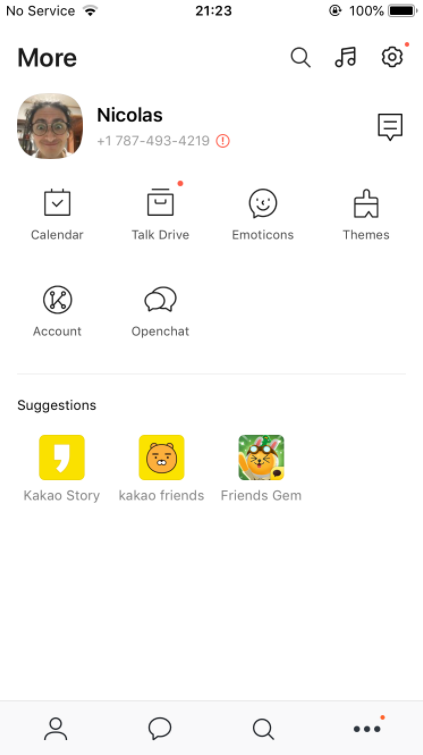 No Service 21:23 100%
More
Nicolas
+1 787-493-4219
Calendar Talk Drive Emoticons Themes
Account Openchat
Suggestions
Kakao Story kakao friends Friends Gem